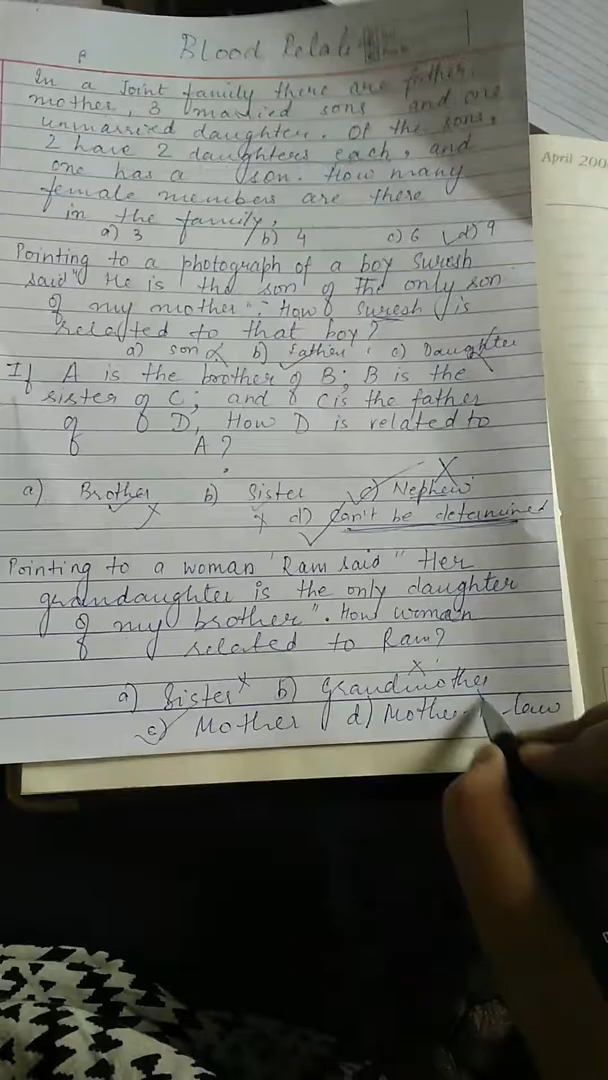 Blood Relati
In a Joint family there are father,
mother, 3 married sons and one
unmarried daughter. Of the sons,
2 have 2 daughters each, and
one has a son. How many
female members are there
in the family,
a) 3 b) 4 c) 6 d) 9
Pointing to a photograph of a boy Suresh
said " He is the son of the only son
of my mother". How Suresh is
related to that boy?
a) son b) father c) Daughter
If A is the brother of B; B is the
sister of C; and C is the father
of D, How D is related to
A?
a) Brother b) Sister c) Nephew
d) Can't be determined
Pointing to a woman Ram said " Her
grandaughter is the only daughter
of my brother". How woman
related to Ram?
a) Sister b) Grandmother
c) Mother d) Mother law
April 200